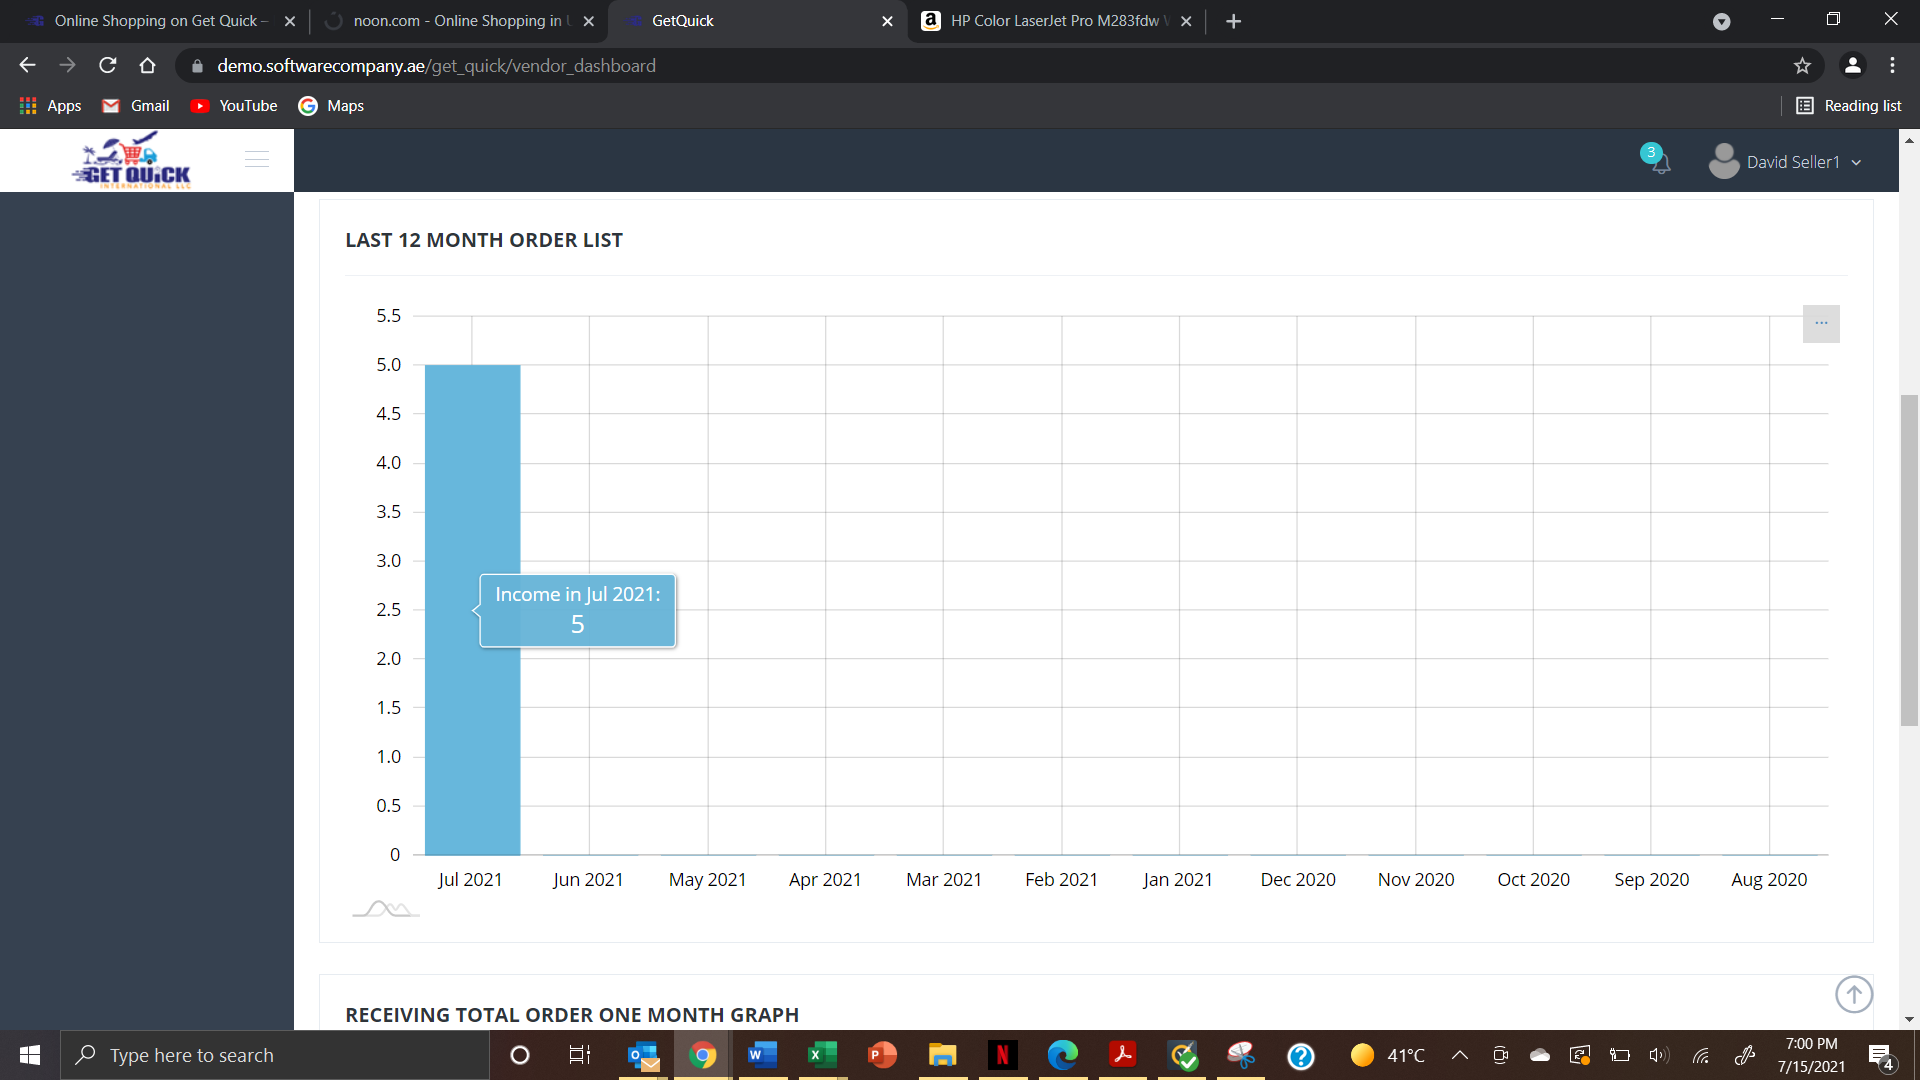 Online Shopping on Get Quick –
noon.com - Online Shopping in
GetQuick
a HP Color LaserJet Pro M283fdw
demo.softwarecompany.ae/get_quick/vendor_dashboard
Apps
Gmail
YouTube
Maps
Reading list
GET QUICK
INTERNATIONAL LLC
3
David Seller1
LAST 12 MONTH ORDER LIST
5.5
...
5.0
4.5
4.0
3.5
3.0
Income in Jul 2021:
2.5
5
2.0
1.5
1.0
0.5
0
Jul 2021 Jun 2021 May 2021 Apr 2021 Mar 2021 Feb 2021 Jan 2021 Dec 2020 Nov 2020 Oct 2020 Sep 2020 Aug 2020
RECEIVING TOTAL ORDER ONE MONTH GRAPH
Type here to search
41°C
7:00 PM
7/15/2021
4